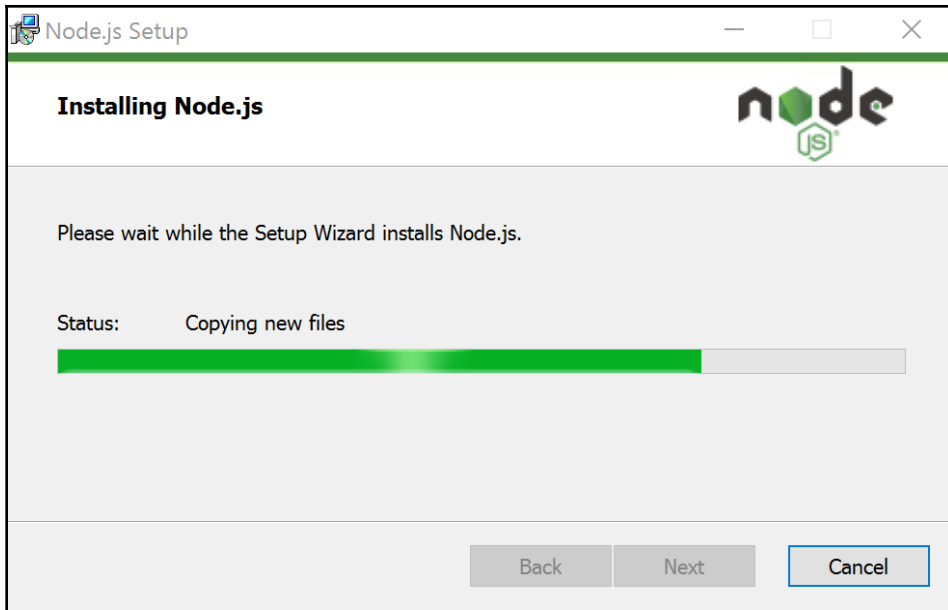 Node.js Setup
Installing Node.js
node
JS
Please wait while the Setup Wizard installs Node.js.
Status: Copying new files
Back Next Cancel